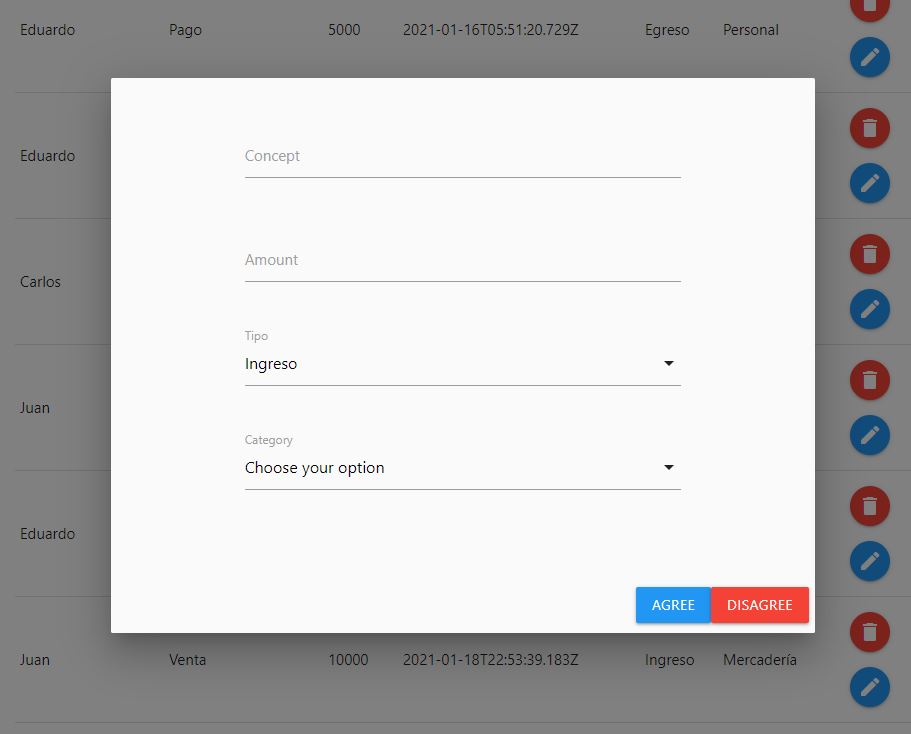 Eduardo Pago 5000 2021-01-16T05:51:20.729Z Egreso Personal
Eduardo
Carlos
Juan
Eduardo
Juan Venta 10000 2021-01-18T22:53:39.183Z Ingreso Mercadería
Concept
Amount
Tipo
Ingreso
Category
Choose your option
AGREE DISAGREE